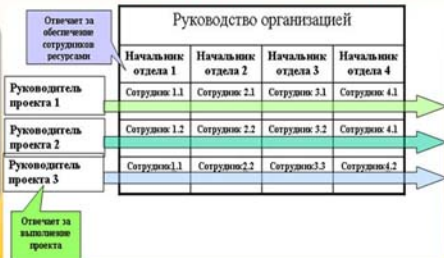 Отвечает за
обеспечение
сотрудников
ресурсами
Руководство организацией
Начальник отдела 1
Начальник отдела 2
Начальник отдела 3
Начальник отдела 4
Руководитель
проекта 1
Сотрудник 1.1 Сотрудник 2.1 Сотрудник 3.1 Сотрудник 4.1
Руководитель
проекта 2
Сотрудник 1.2 Сотрудник 2.2 Сотрудник 3.2 Сотрудник 4.1
Руководитель
проекта 3
Сотрудник1.1 Сотрудник2.2 Сотрудник3.3 Сотрудник4.2
Отвечает за
выполнение
проекта